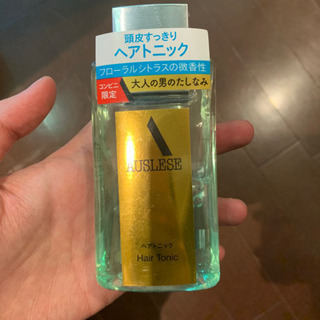 頭皮すっきり
ヘアトニック
フローラルシトラスの微香性
コンビニ
限定
大人の男のたしなみ
AUSLESE
ヘアトニック
Hair Tonic